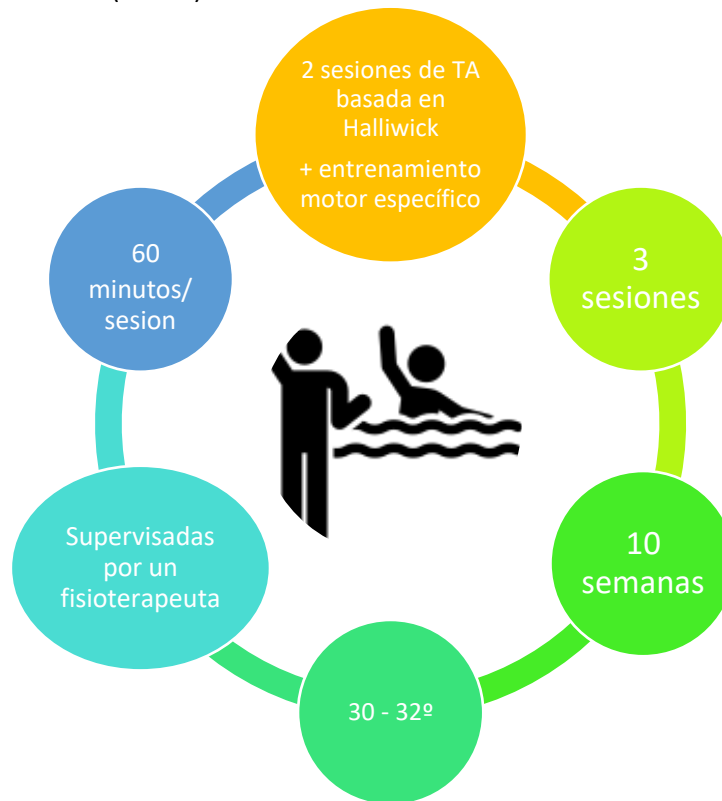 2 sesiones de TA
basada en
Halliwick
+ entrenamiento
motor específico
3
sesiones
10
semanas
30 - 32º
Supervisadas
por un
fisioterapeuta
60
minutos/
sesion